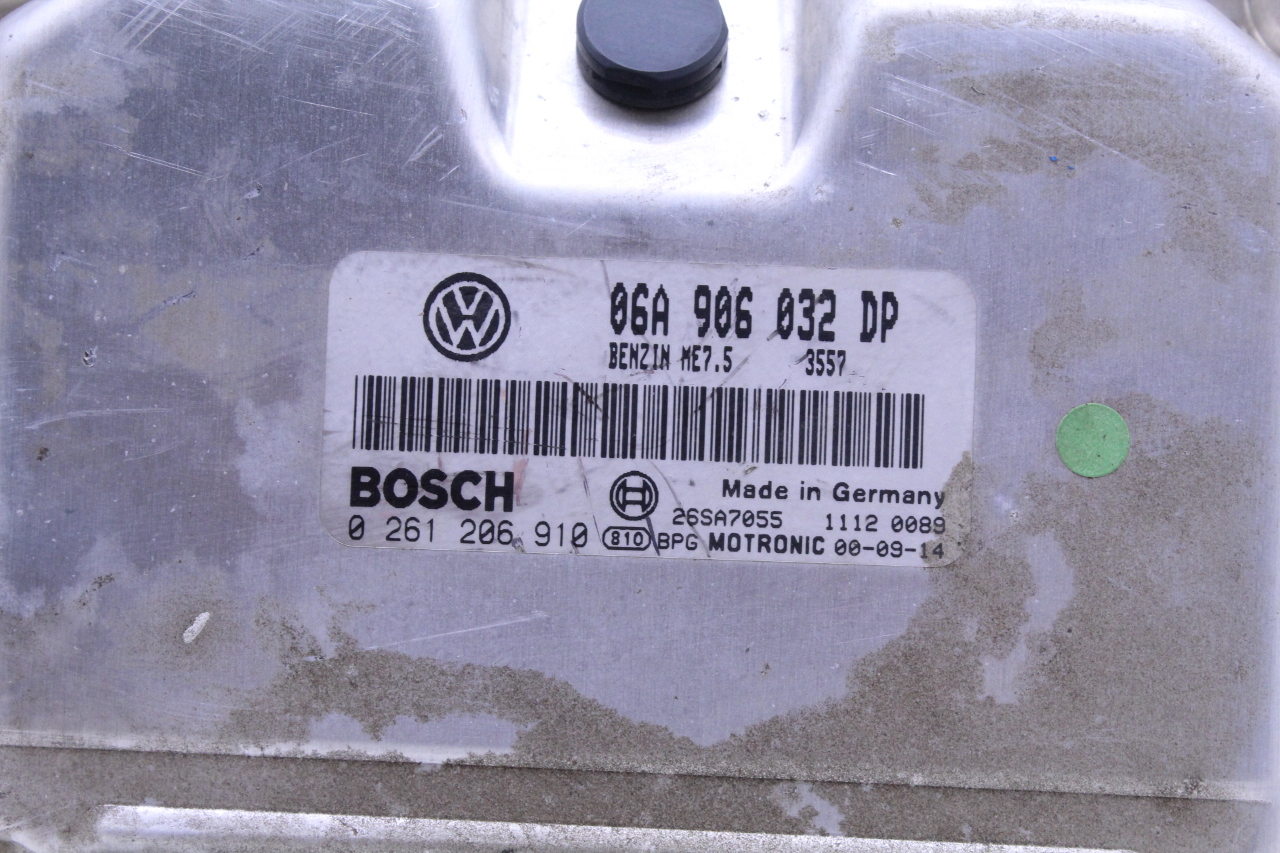 06A 906 032 DP
BENZIN ME7.5 3557
BOSCH Made in Germany
26SA7055 1112 0089
0 261 206 910 810 BPG MOTRONIC 00-09-14